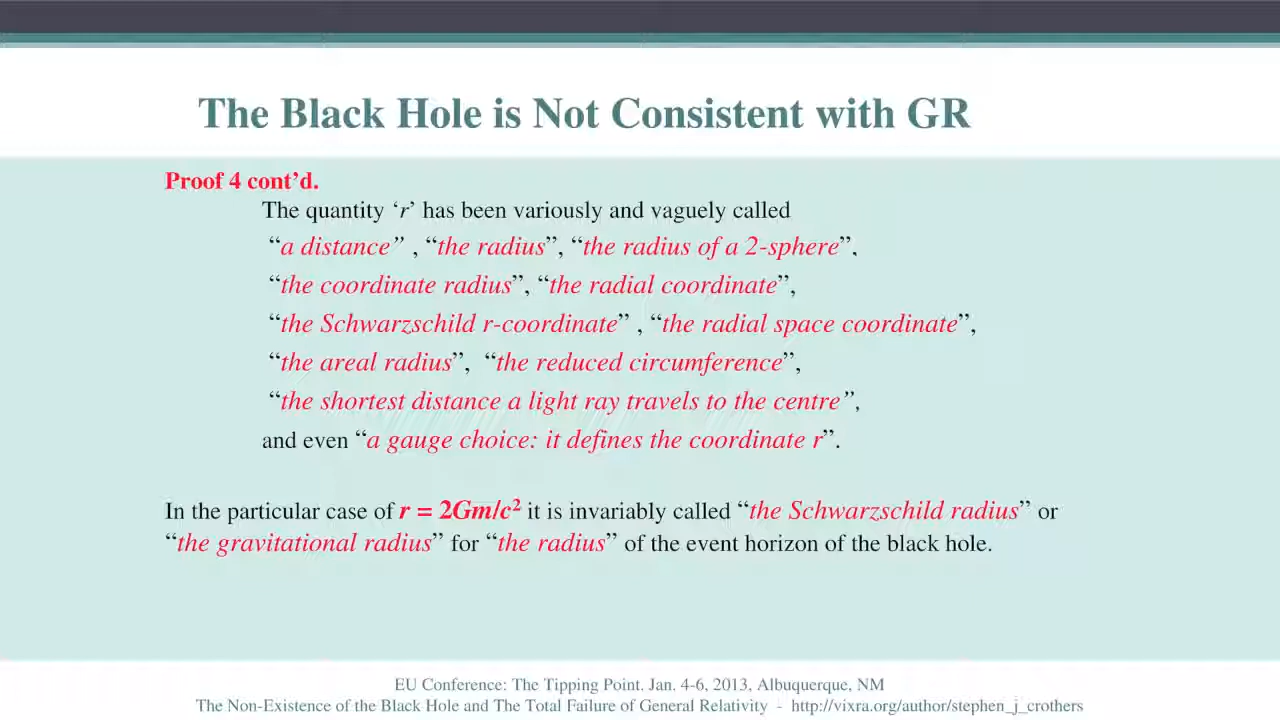 The Black Hole is Not Consistent with GR
Proof 4 cont’d.
The quantity ‘r’ has been variously and vaguely called
“a distance” , “the radius”, “the radius of a 2-sphere”,
“the coordinate radius”, “the radial coordinate”,
“the Schwarzschild r-coordinate” , “the radial space coordinate”,
“the areal radius”, “the reduced circumference”,
“the shortest distance a light ray travels to the centre”,
and even “a gauge choice: it defines the coordinate r”.
In the particular case of r = 2Gm/c² it is invariably called “the Schwarzschild radius” or
“the gravitational radius” for “the radius” of the event horizon of the black hole.
EU Conference: The Tipping Point. Jan. 4-6, 2013, Albuquerque, NM
The Non-Existence of the Black Hole and The Total Failure of General Relativity - http://vixra.org/author/stephen_j_crothers